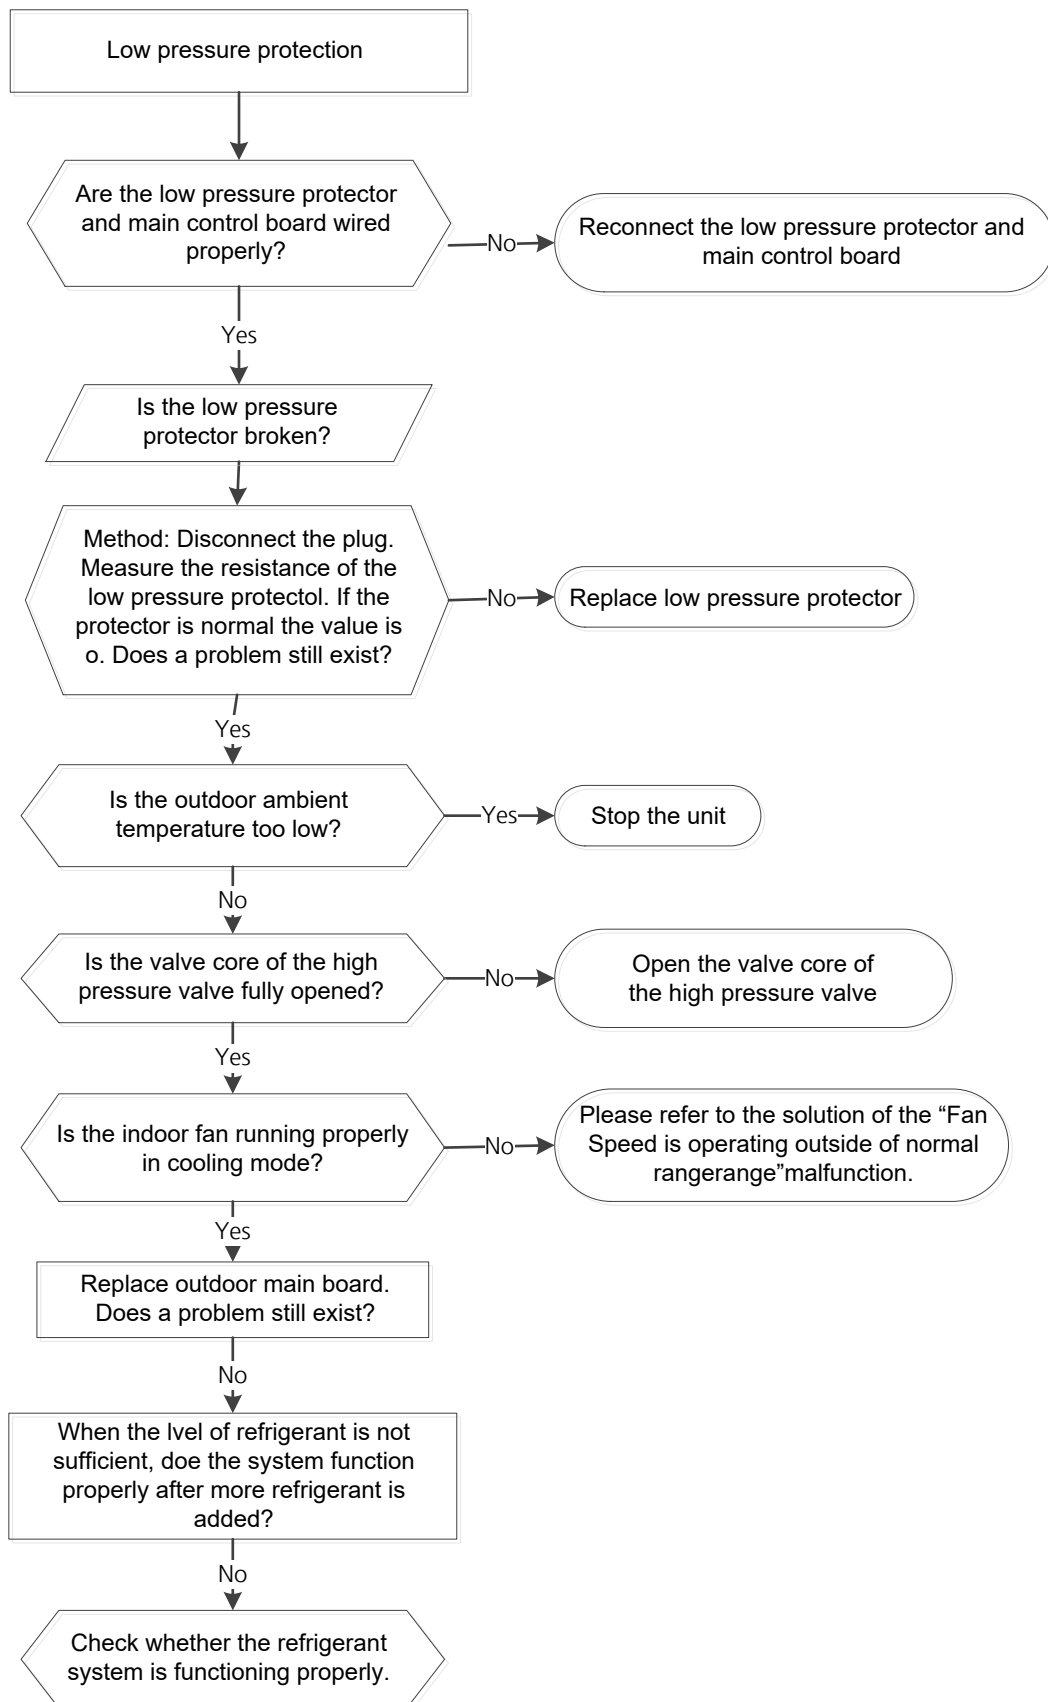 Low pressure protection
Are the low pressure protector
and main control board wired
properly?
No
Reconnect the low pressure protector and
main control board
Yes
Is the low pressure
protector broken?
Method: Disconnect the plug.
Measure the resistance of the
low pressure protectol. If the
protector is normal the value is
o. Does a problem still exist?
No
Replace low pressure protector
Yes
Is the outdoor ambient
temperature too low?
Yes
Stop the unit
No
Is the valve core of the high
pressure valve fully opened?
No
Open the valve core of
the high pressure valve
Yes
Is the indoor fan running properly
in cooling mode?
No
Please refer to the solution of the “Fan
Speed is operating outside of normal
rangerange”malfunction.
Yes
Replace outdoor main board.
Does a problem still exist?
No
When the lvel of refrigerant is not
sufficient, doe the system function
properly after more refrigerant is
added?
No
Check whether the refrigerant
system is functioning properly.